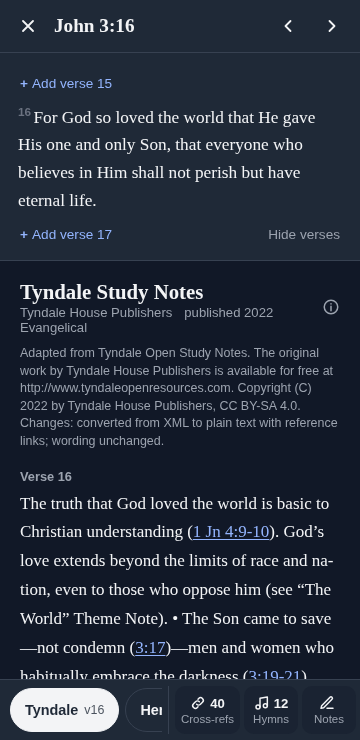 John 3:16
+ Add verse 15
16 For God so loved the world that He gave
His one and only Son, that everyone who
believes in Him shall not perish but have
eternal life.
+ Add verse 17 Hide verses
Tyndale Study Notes
Tyndale House Publishers published 2022
Evangelical
Adapted from Tyndale Open Study Notes. The original
work by Tyndale House Publishers is available for free at
http://www.tyndaleopenresources.com. Copyright (C)
2022 by Tyndale House Publishers, CC BY-SA 4.0.
Changes: converted from XML to plain text with reference
links; wording unchanged.
Verse 16
The truth that God loved the world is basic to
Christian understanding (1 Jn 4:9-10). God’s
love extends beyond the limits of race and na-
tion, even to those who oppose him (see “The
World” Theme Note). • The Son came to save
—not condemn (3:17)—men and women who
habitually embrace the darkness (3:19-21).
Tyndale v16
40 Cross-refs
12 Hymns
Notes